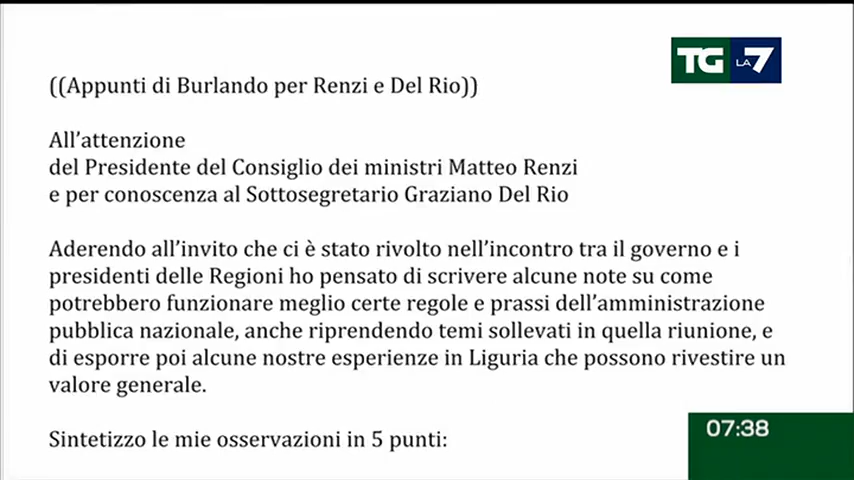 TG LA 7
((Appunti di Burlando per Renzi e Del Rio))
All’attenzione
del Presidente del Consiglio dei ministri Matteo Renzi
e per conoscenza al Sottosegretario Graziano Del Rio
Aderendo all’invito che ci è stato rivolto nell’incontro tra il governo e i
presidenti delle Regioni ho pensato di scrivere alcune note su come
potrebbero funzionare meglio certe regole e prassi dell’amministrazione
pubblica nazionale, anche riprendendo temi sollevati in quella riunione, e
di esporre poi alcune nostre esperienze in Liguria che possono rivestire un
valore generale.
Sintetizzo le mie osservazioni in 5 punti:
07:38